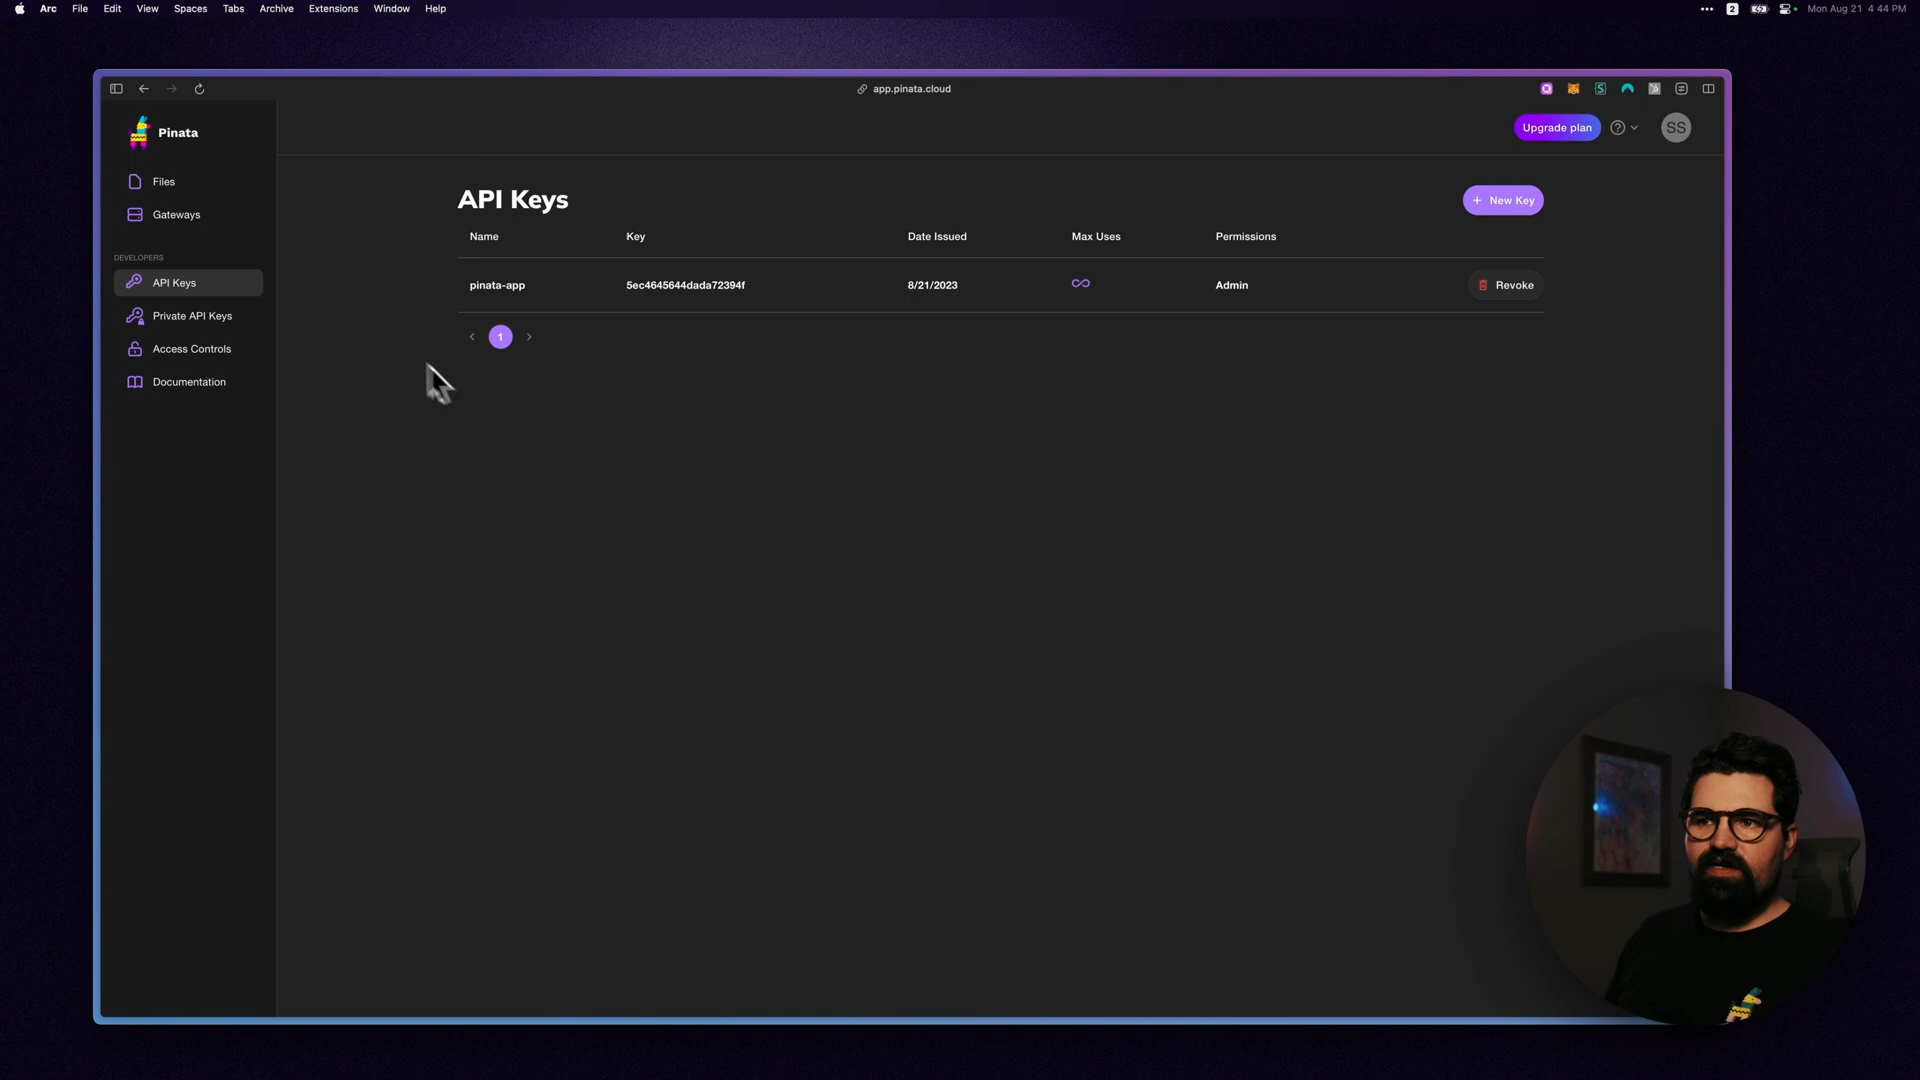 Arc File Edit View Spaces Tabs Archive Extensions Window Help
2
Mon Aug 21 4 44 PM
app.pinata.cloud
Pinata
Upgrade plan
SS
Files
Gateways
DEVELOPERS
API Keys
Private API Keys
Access Controls
Documentation
API Keys
+ New Key
Name Key Date Issued Max Uses Permissions
pinata-app 5ec4645644dada72394f 8/21/2023 ∞ Admin Revoke
< 1 >